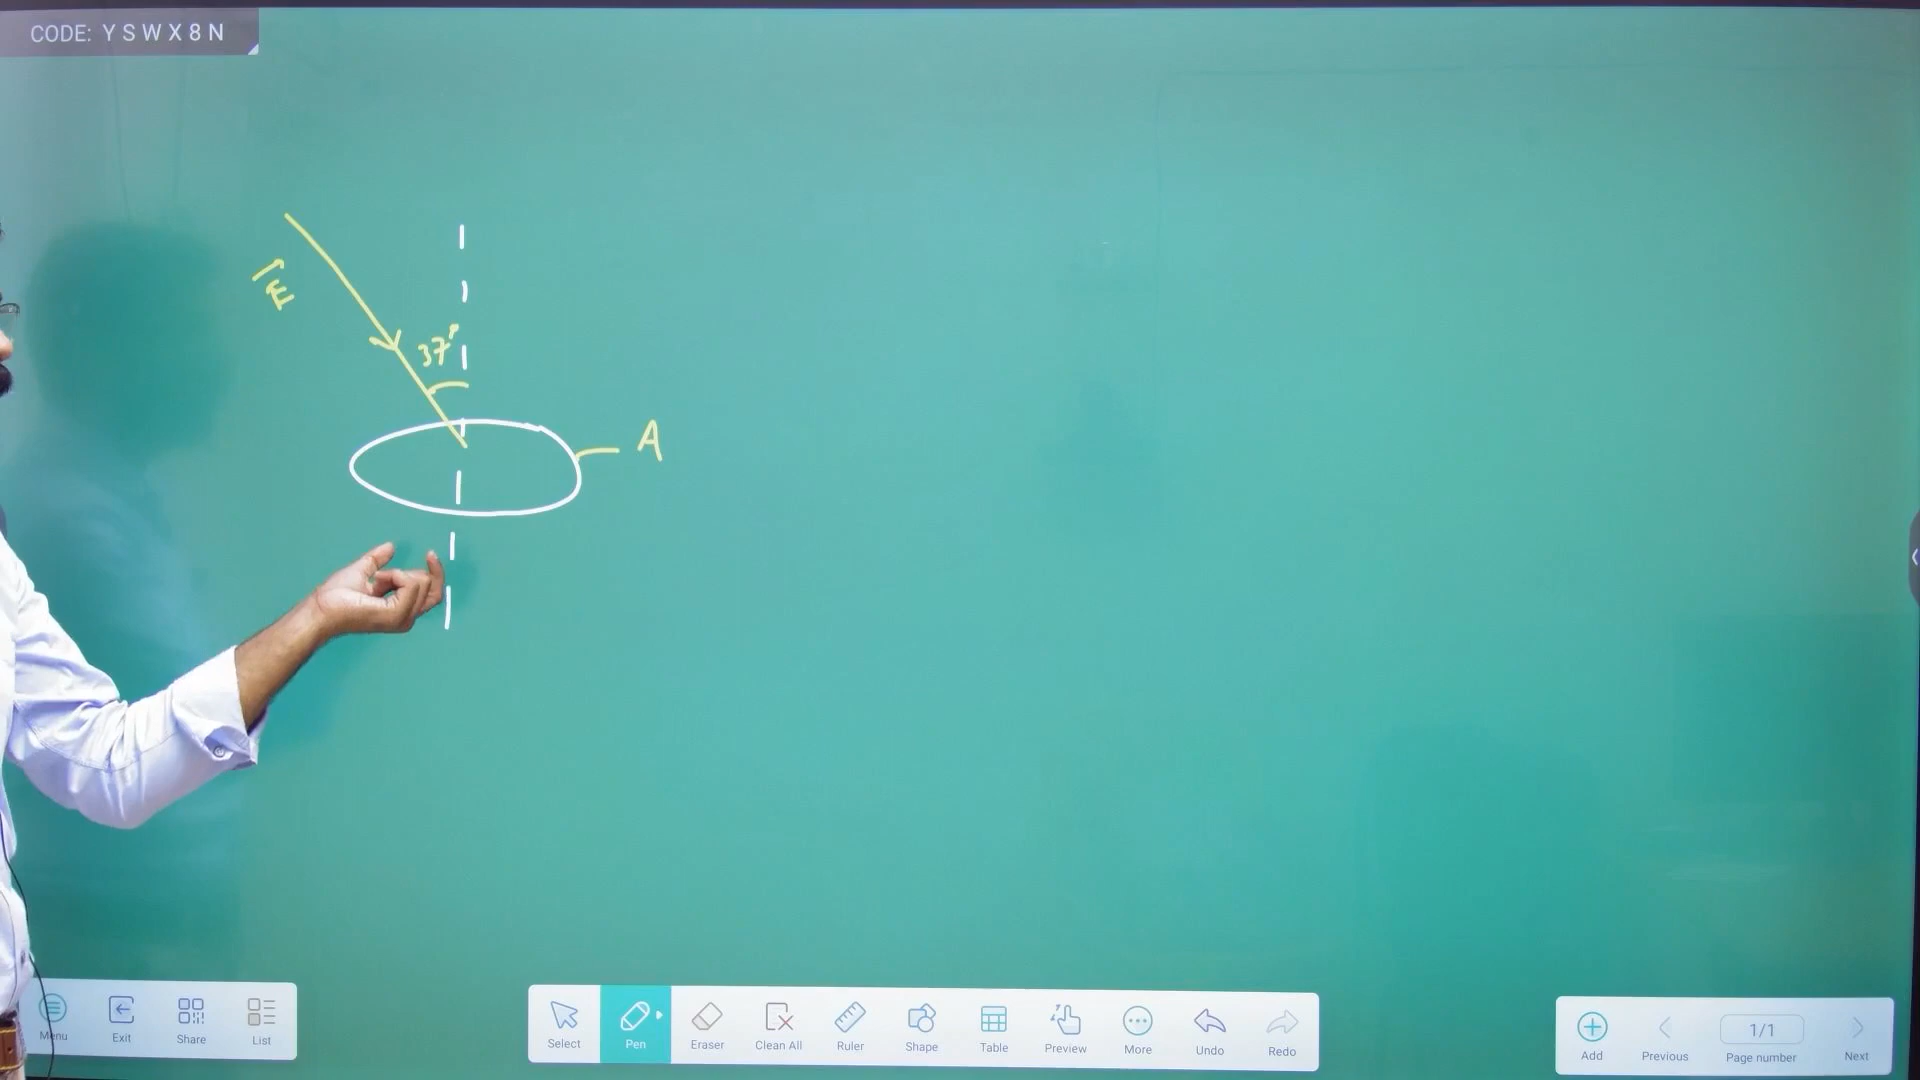 CODE: YSWX8N
E
37°
A
Menu
Exit
Share
List
Select
Pen
Eraser
Clean All
Ruler
Shape
Table
Preview
More
Undo
Redo
Add
Previous
1/1
Page number
Next